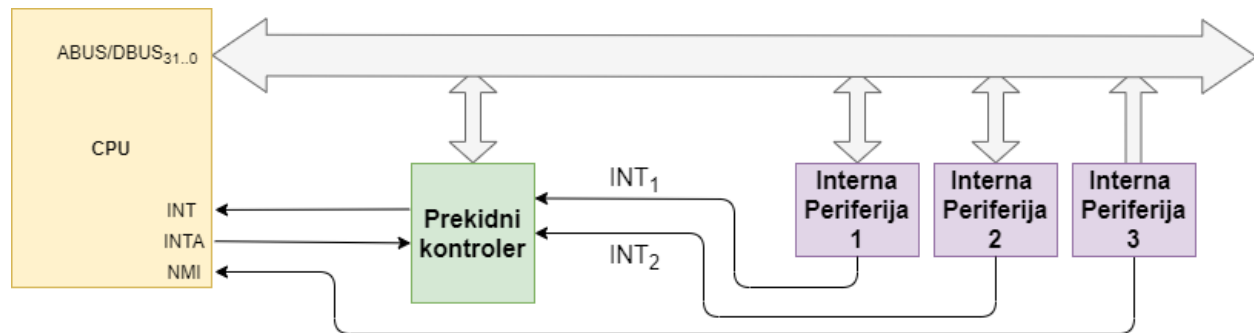 ABUS/DBUS31..0
CPU
INT
INTA
NMI
Prekidni
kontroler
INT1
INT2
Interna
Periferija
1
Interna
Periferija
2
Interna
Periferija
3